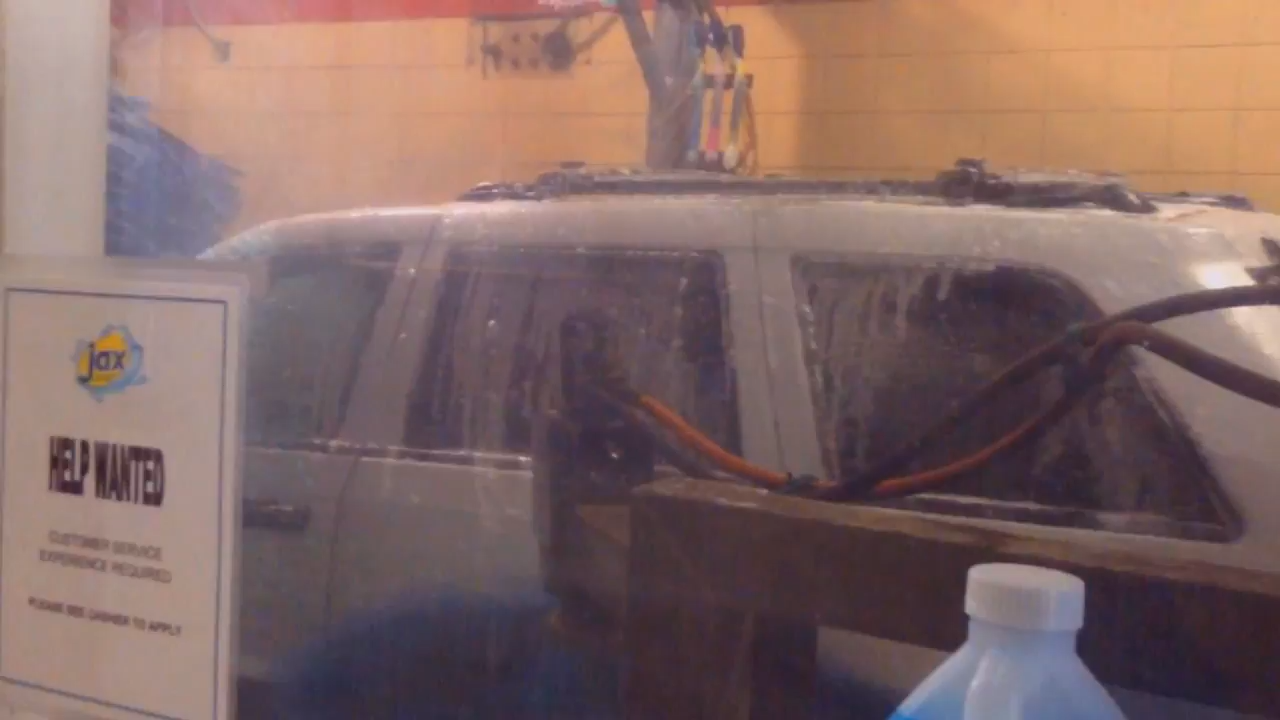 jax
HELP WANTED
CUSTOMER SERVICE
EXPERIENCE REQUIRED
PLEASE SEE CASHIER TO APPLY